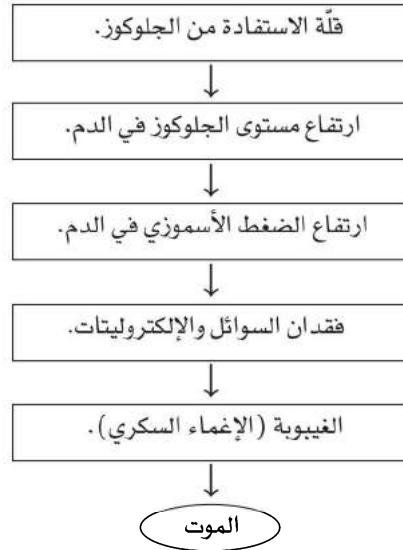 قلّة الاستفادة من الجلوكوز.
ارتفاع مستوى الجلوكوز في الدم.
ارتفاع الضغط الأسموزي في الدم.
فقدان السوائل والإلكتروليتات.
الغيبوبة (الإغماء السكري).
الموت